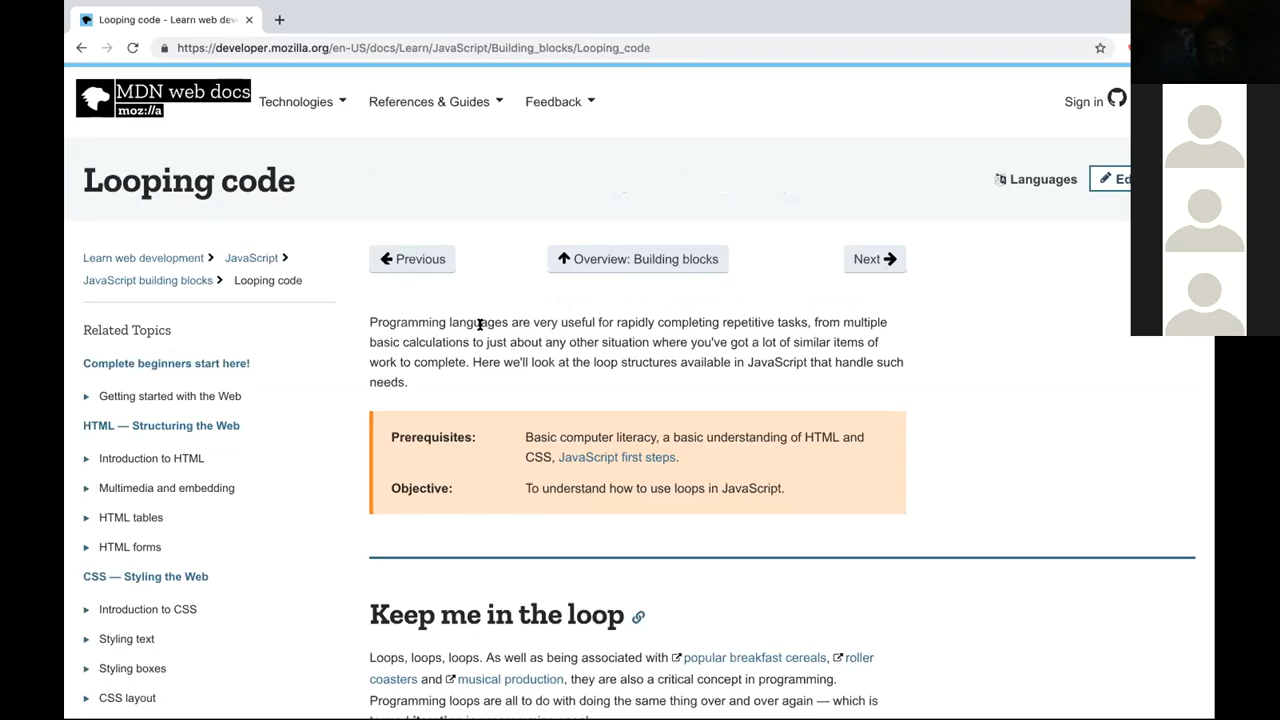 Looping code - Learn web dev
https://developer.mozilla.org/en-US/docs/Learn/JavaScript/Building_blocks/Looping_code
MDN web docs
moz://a
Technologies
References & Guides
Feedback
Sign in
Looping code
Languages
Ed
Previous
Overview: Building blocks
Next
Learn web development
JavaScript
JavaScript building blocks
Looping code
Related Topics
Complete beginners start here!
Getting started with the Web
HTML — Structuring the Web
Introduction to HTML
Multimedia and embedding
HTML tables
HTML forms
CSS — Styling the Web
Introduction to CSS
Styling text
Styling boxes
CSS layout
Programming languages are very useful for rapidly completing repetitive tasks, from multiple
basic calculations to just about any other situation where you've got a lot of similar items of
work to complete. Here we'll look at the loop structures available in JavaScript that handle such
needs.
Prerequisites:
Basic computer literacy, a basic understanding of HTML and
CSS, JavaScript first steps.
Objective:
To understand how to use loops in JavaScript.
Keep me in the loop
Loops, loops, loops. As well as being associated with popular breakfast cereals, roller
coasters and musical production, they are also a critical concept in programming.
Programming loops are all to do with doing the same thing over and over again — which is